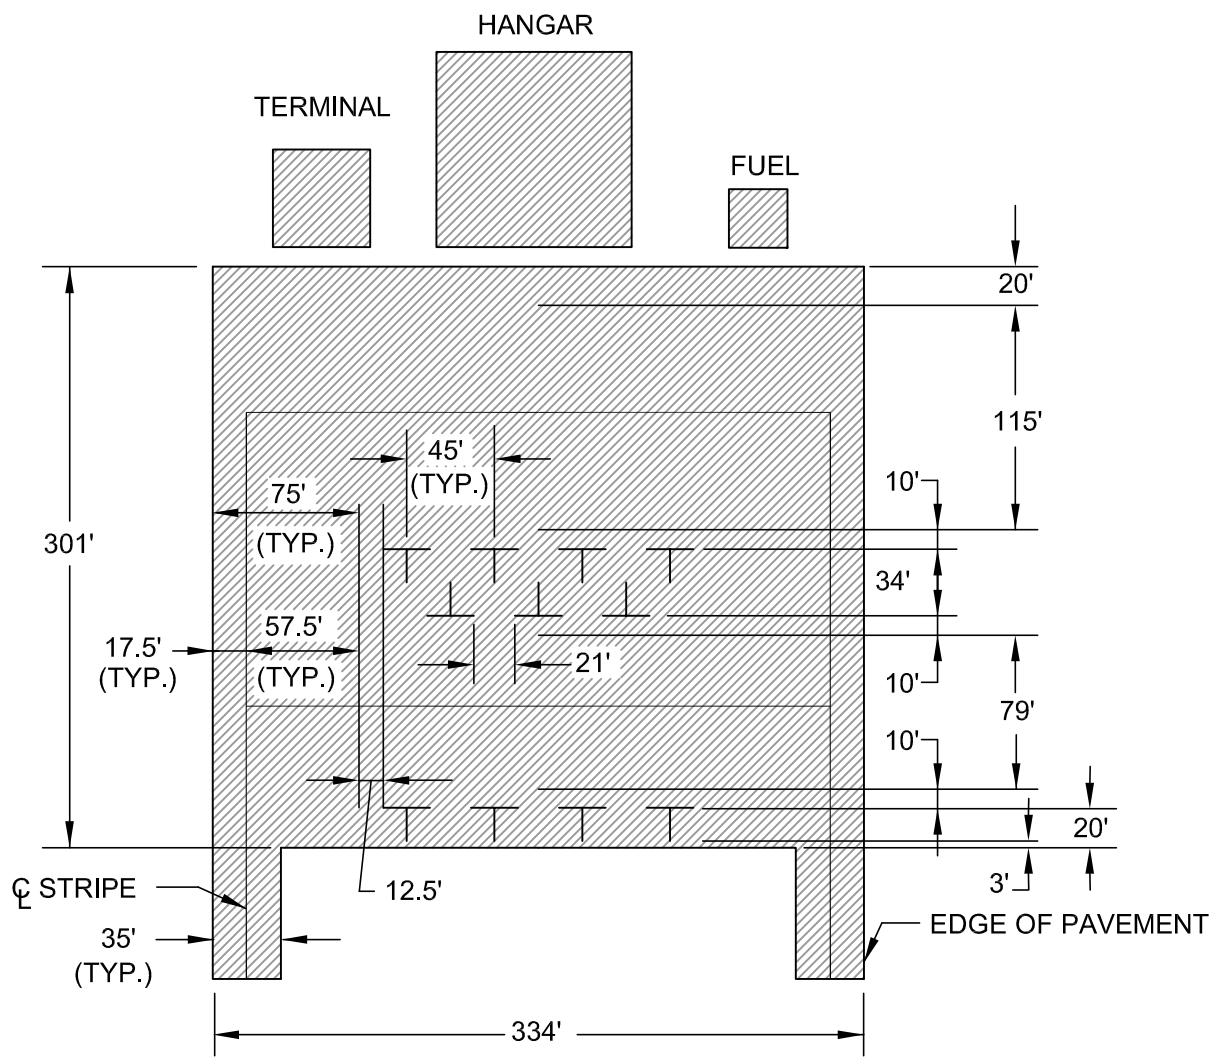 HANGAR
TERMINAL
FUEL
20'
115'
45'
(TYP.)
10'
75'
(TYP.)
301'
34'
57.5'
(TYP.)
17.5'
(TYP.)
21'
10'
79'
10'
20'
3'
℄ STRIPE
12.5'
EDGE OF PAVEMENT
35'
(TYP.)
334'